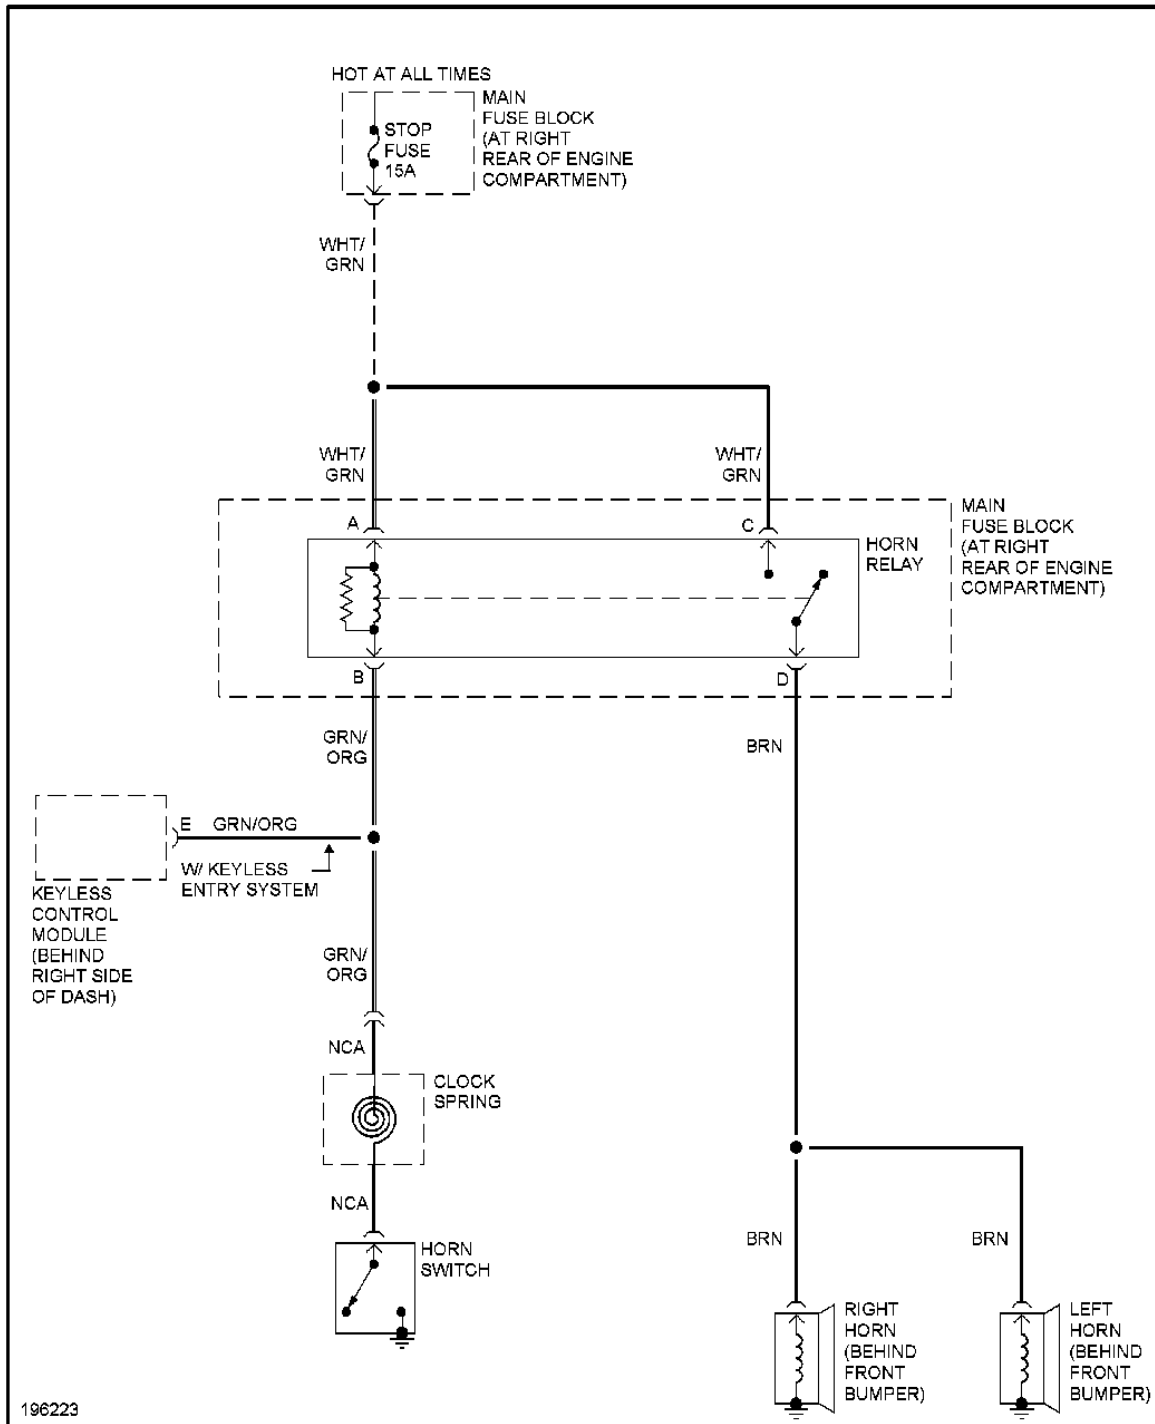 HOT AT ALL TIMES
STOP
FUSE
15A
MAIN
FUSE BLOCK
(AT RIGHT
REAR OF ENGINE
COMPARTMENT)
WHT/
GRN
WHT/
GRN
WHT/
GRN
A
C
HORN
RELAY
MAIN
FUSE BLOCK
(AT RIGHT
REAR OF ENGINE
COMPARTMENT)
B
D
GRN/
ORG
BRN
E GRN/ORG
W/ KEYLESS
ENTRY SYSTEM
KEYLESS
CONTROL
MODULE
(BEHIND
RIGHT SIDE
OF DASH)
GRN/
ORG
NCA
CLOCK
SPRING
NCA
HORN
SWITCH
BRN
BRN
RIGHT
HORN
(BEHIND
FRONT
BUMPER)
LEFT
HORN
(BEHIND
FRONT
BUMPER)
196223